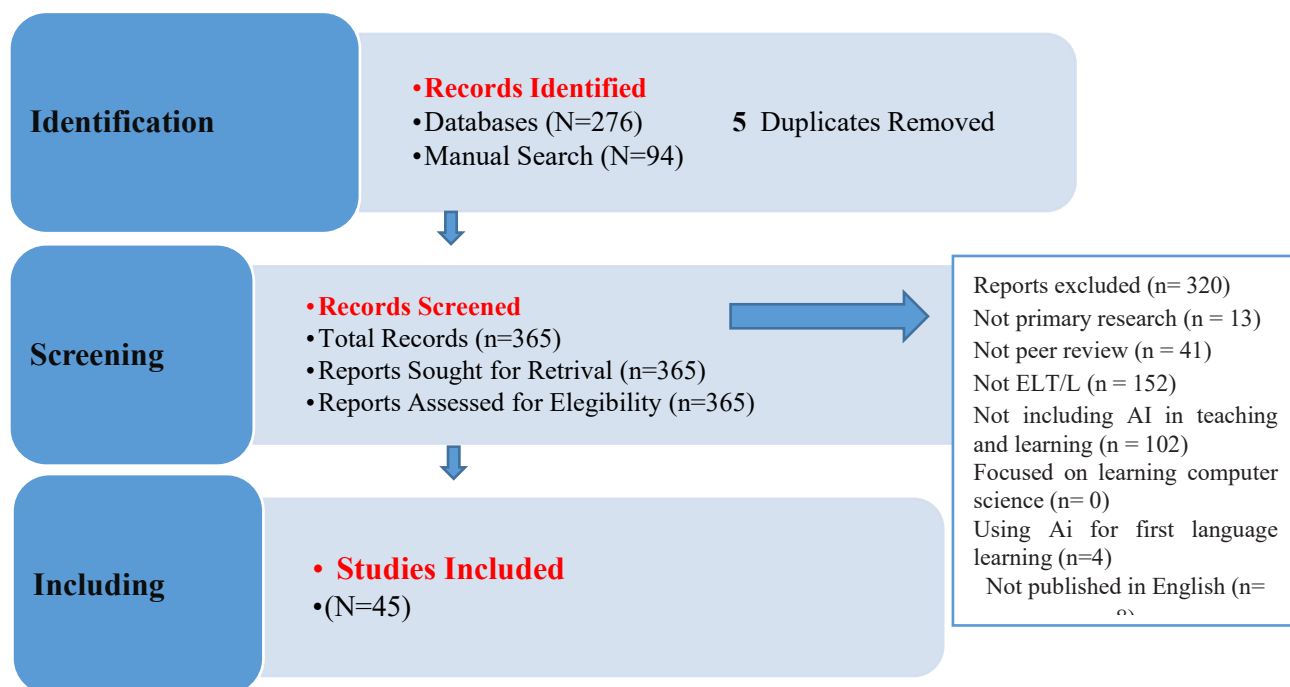 Identification
•Records Identified
•Databases (N=276) 5 Duplicates Removed
•Manual Search (N=94)
Screening
•Records Screened
•Total Records (n=365)
•Reports Sought for Retrival (n=365)
•Reports Assessed for Elegibility (n=365)
Reports excluded (n= 320)
Not primary research (n = 13)
Not peer review (n = 41)
Not ELT/L (n = 152)
Not including AI in teaching
and learning (n = 102)
Focused on learning computer
science (n= 0)
Using Ai for first language
learning (n=4)
Not published in English (n=
Including
• Studies Included
•(N=45)